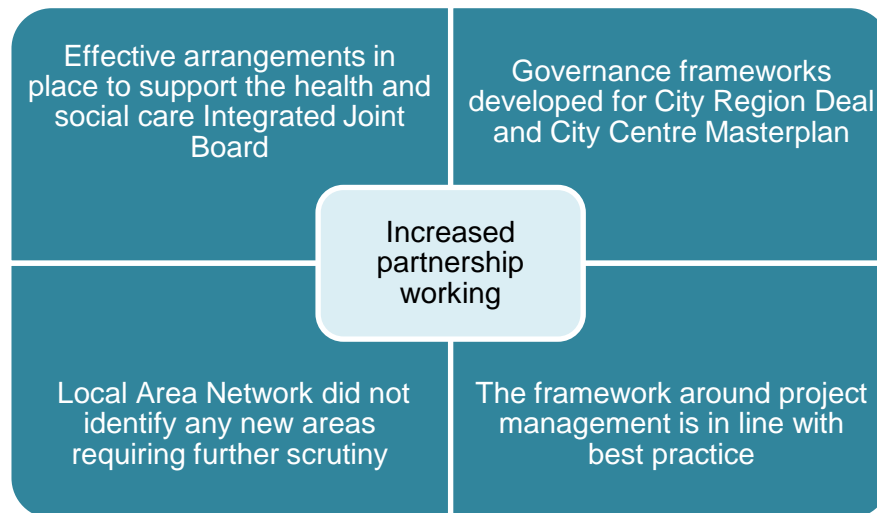 Effective arrangements in
place to support the health and
social care Integrated Joint
Board
Governance frameworks
developed for City Region Deal
and City Centre Masterplan
Increased
partnership
working
Local Area Network did not
identify any new areas
requiring further scrutiny
The framework around project
management is in line with
best practice